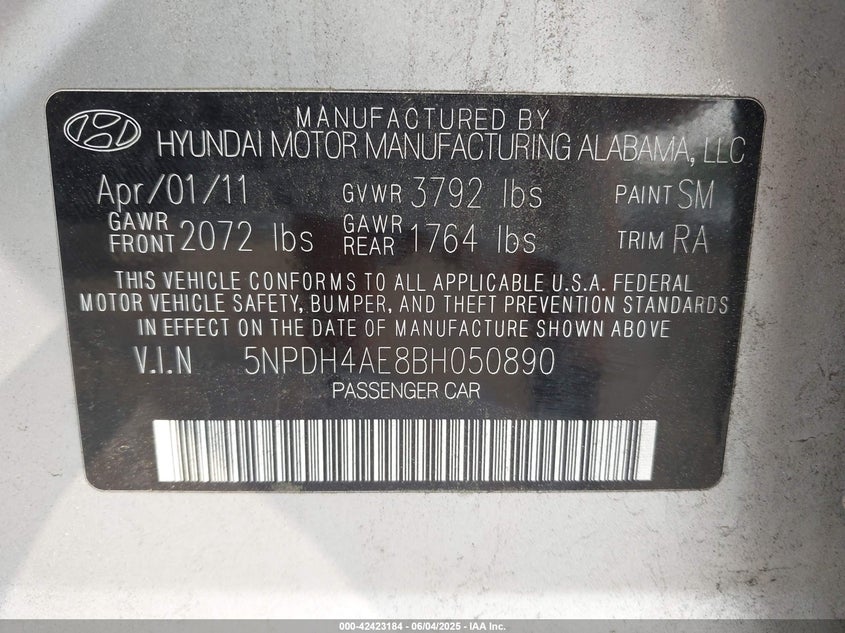 MANUFACTURED BY
HYUNDAI MOTOR MANUFACTURING ALABAMA, LLC
Apr/01/11 GVWR 3792 lbs PAINT SM
GAWR FRONT 2072 lbs GAWR REAR 1764 lbs TRIM RA
THIS VEHICLE CONFORMS TO ALL APPLICABLE U.S.A. FEDERAL
MOTOR VEHICLE SAFETY, BUMPER, AND THEFT PREVENTION STANDARDS
IN EFFECT ON THE DATE OF MANUFACTURE SHOWN ABOVE
V.I.N 5NPDH4AE8BH050890
PASSENGER CAR
000-42423184 - 06/04/2025 - IAA Inc.